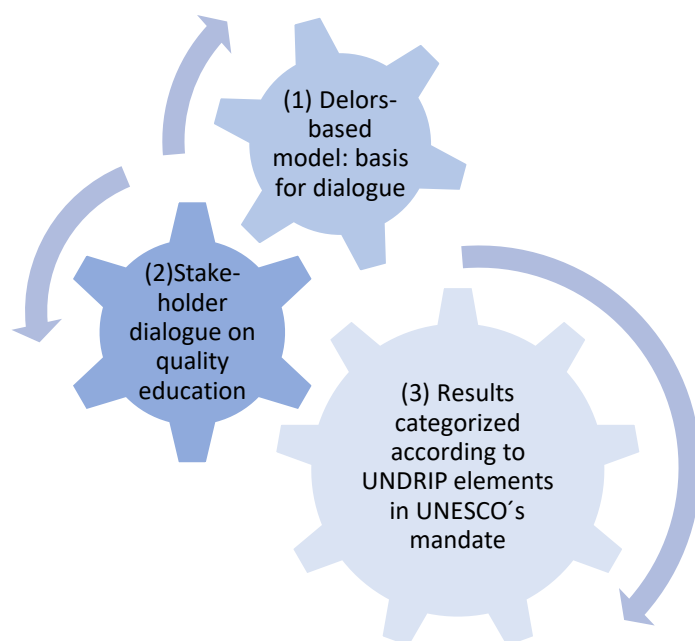 (1) Delors-
based
model: basis
for dialogue
(2)Stake-
holder
dialogue on
quality
education
(3) Results
categorized
according to
UNDRIP elements
in UNESCO´s
mandate